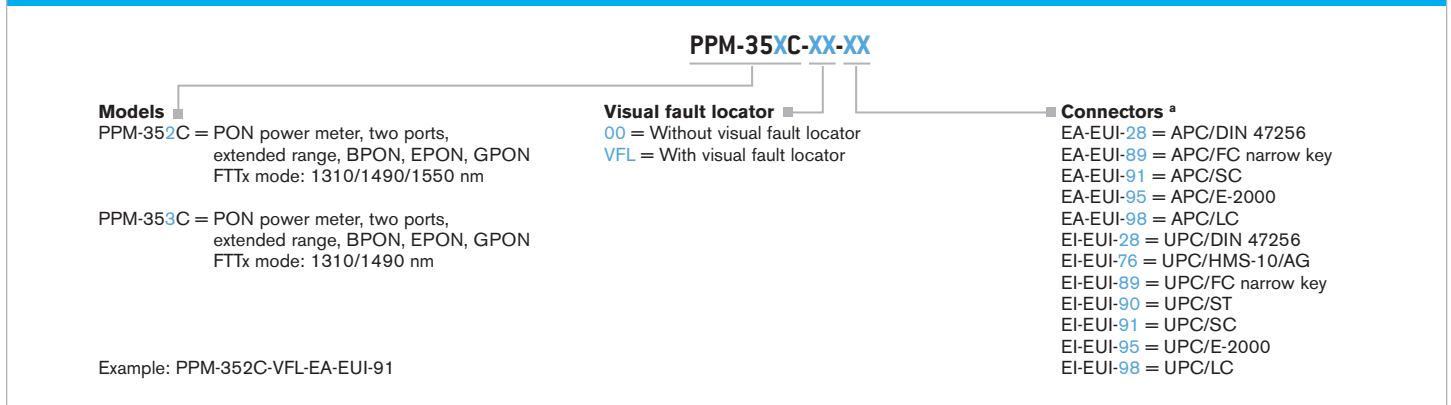 PPM-35XC-XX-XX
Models
PPM-352C = PON power meter, two ports,
extended range, BPON, EPON, GPON
FTTx mode: 1310/1490/1550 nm
PPM-353C = PON power meter, two ports,
extended range, BPON, EPON, GPON
FTTx mode: 1310/1490 nm
Example: PPM-352C-VFL-EA-EUI-91
Visual fault locator
00 = Without visual fault locator
VFL = With visual fault locator
Connectors a
EA-EUI-28 = APC/DIN 47256
EA-EUI-89 = APC/FC narrow key
EA-EUI-91 = APC/SC
EA-EUI-95 = APC/E-2000
EA-EUI-98 = APC/LC
EI-EUI-28 = UPC/DIN 47256
EI-EUI-76 = UPC/HMS-10/AG
EI-EUI-89 = UPC/FC narrow key
EI-EUI-90 = UPC/ST
EI-EUI-91 = UPC/SC
EI-EUI-95 = UPC/E-2000
EI-EUI-98 = UPC/LC